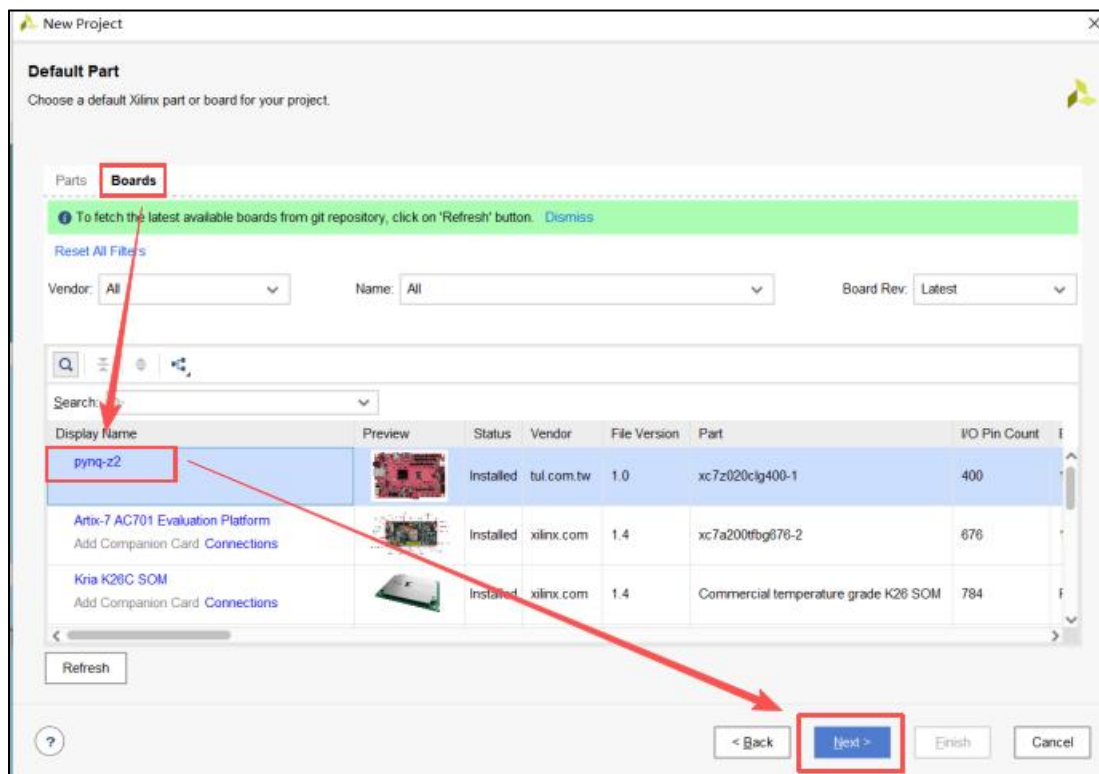 New Project
Default Part
Choose a default Xilinx part or board for your project.
Parts Boards
To fetch the latest available boards from git repository, click on 'Refresh' button. Dismiss
Reset All Filters
Vendor: All Name: All Board Rev: Latest
Search:
Display Name Preview Status Vendor File Version Part I/O Pin Count
pynq-z2 Installed tul.com.tw 1.0 xc7z020clg400-1 400
Artix-7 AC701 Evaluation Platform
Add Companion Card Connections
Installed xilinx.com 1.4 xc7a200tfbg676-2 676
Kria K26C SOM
Add Companion Card Connections
Installed xilinx.com 1.4 Commercial temperature grade K26 SOM 784
Refresh
? < Back Next > Finish Cancel